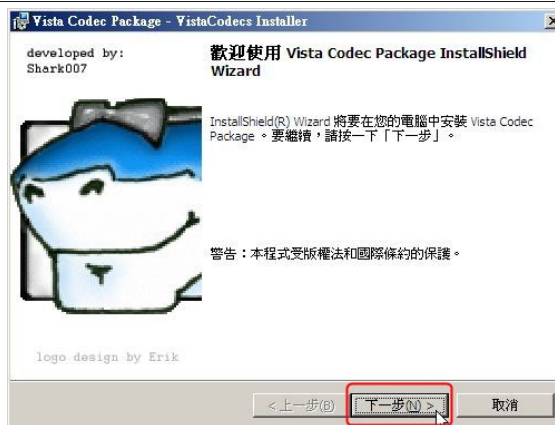 Vista Codec Package - VistaCodecs Installer
developed by:
Shark007
歡迎使用 Vista Codec Package InstallShield
Wizard
InstallShield(R) Wizard 將要在您的電腦中安裝 Vista Codec
Package 。要繼續，請按一下「下一步」。
警告：本程式受版權法和國際條約的保護。
logo design by Erik
< 上一步(B) 下一步(N) > 取消